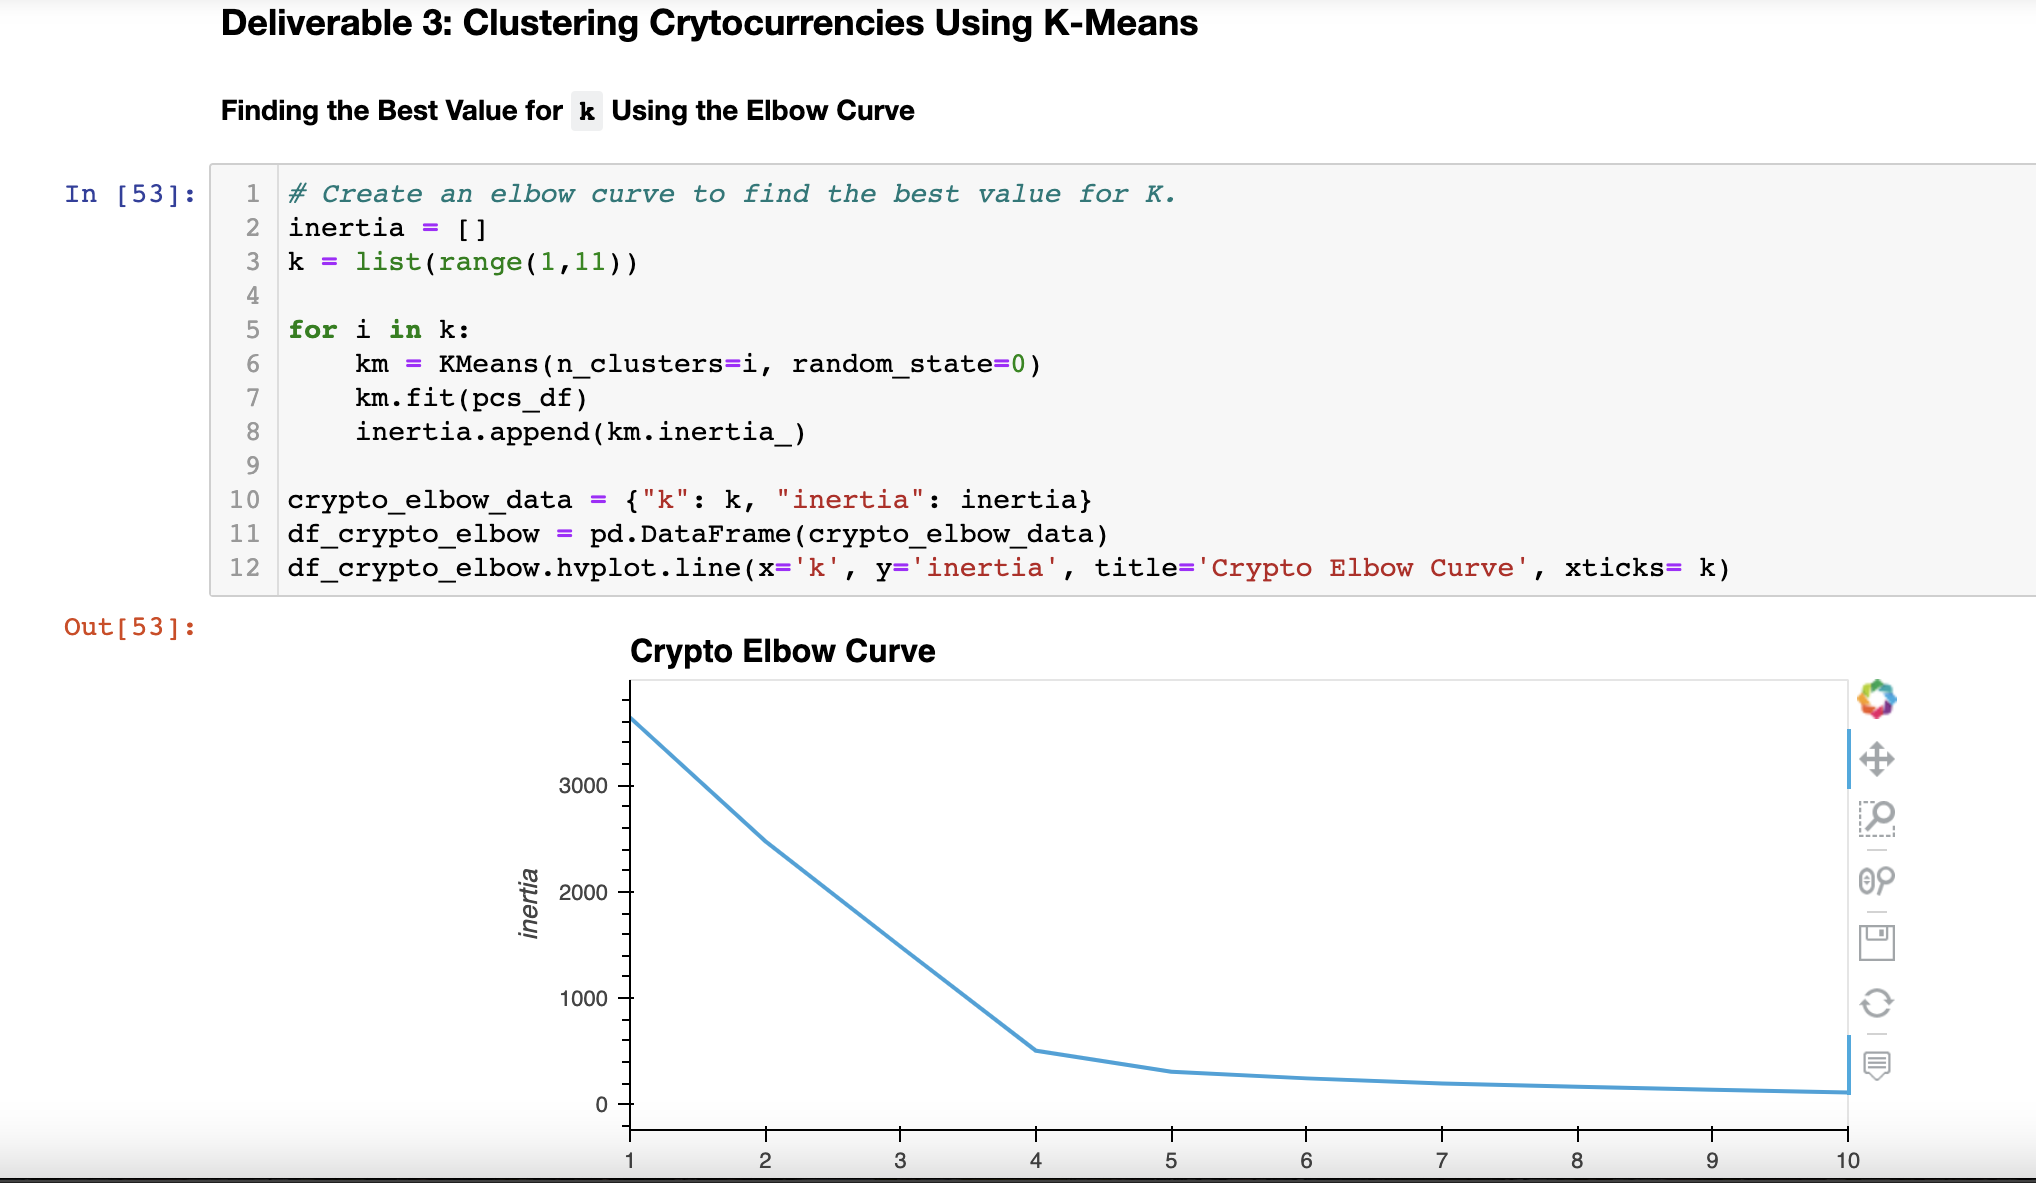 Deliverable 3: Clustering Crytocurrencies Using K-Means
Finding the Best Value for k Using the Elbow Curve
In [53]:
1 # Create an elbow curve to find the best value for K.
2 inertia = []
3 k = list(range(1,11))
4
5 for i in k:
6     km = KMeans(n_clusters=i, random_state=0)
7     km.fit(pcs_df)
8     inertia.append(km.inertia_)
9
10 crypto_elbow_data = {"k": k, "inertia": inertia}
11 df_crypto_elbow = pd.DataFrame(crypto_elbow_data)
12 df_crypto_elbow.hvplot.line(x='k', y='inertia', title='Crypto Elbow Curve', xticks= k)
Out[53]:
Crypto Elbow Curve
inertia
3000
2000
1000
0
1 2 3 4 5 6 7 8 9 10